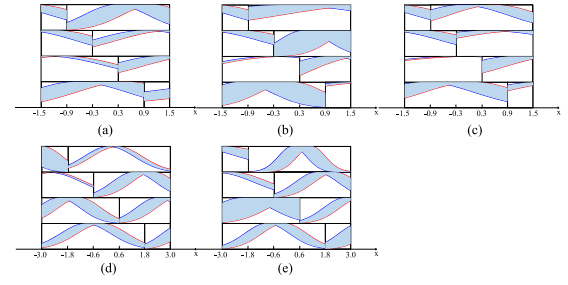 -1.5 -0.9 -0.3 0.3 0.9 1.5 x
-1.5 -0.9 -0.3 0.3 0.9 1.5 x
-1.5 -0.9 -0.3 0.3 0.9 1.5 x
(a)
(b)
(c)
-3.0 -1.8 -0.6 0.6 1.8 3.0 x
-3.0 -1.8 -0.6 0.6 1.8 3.0 x
(d)
(e)